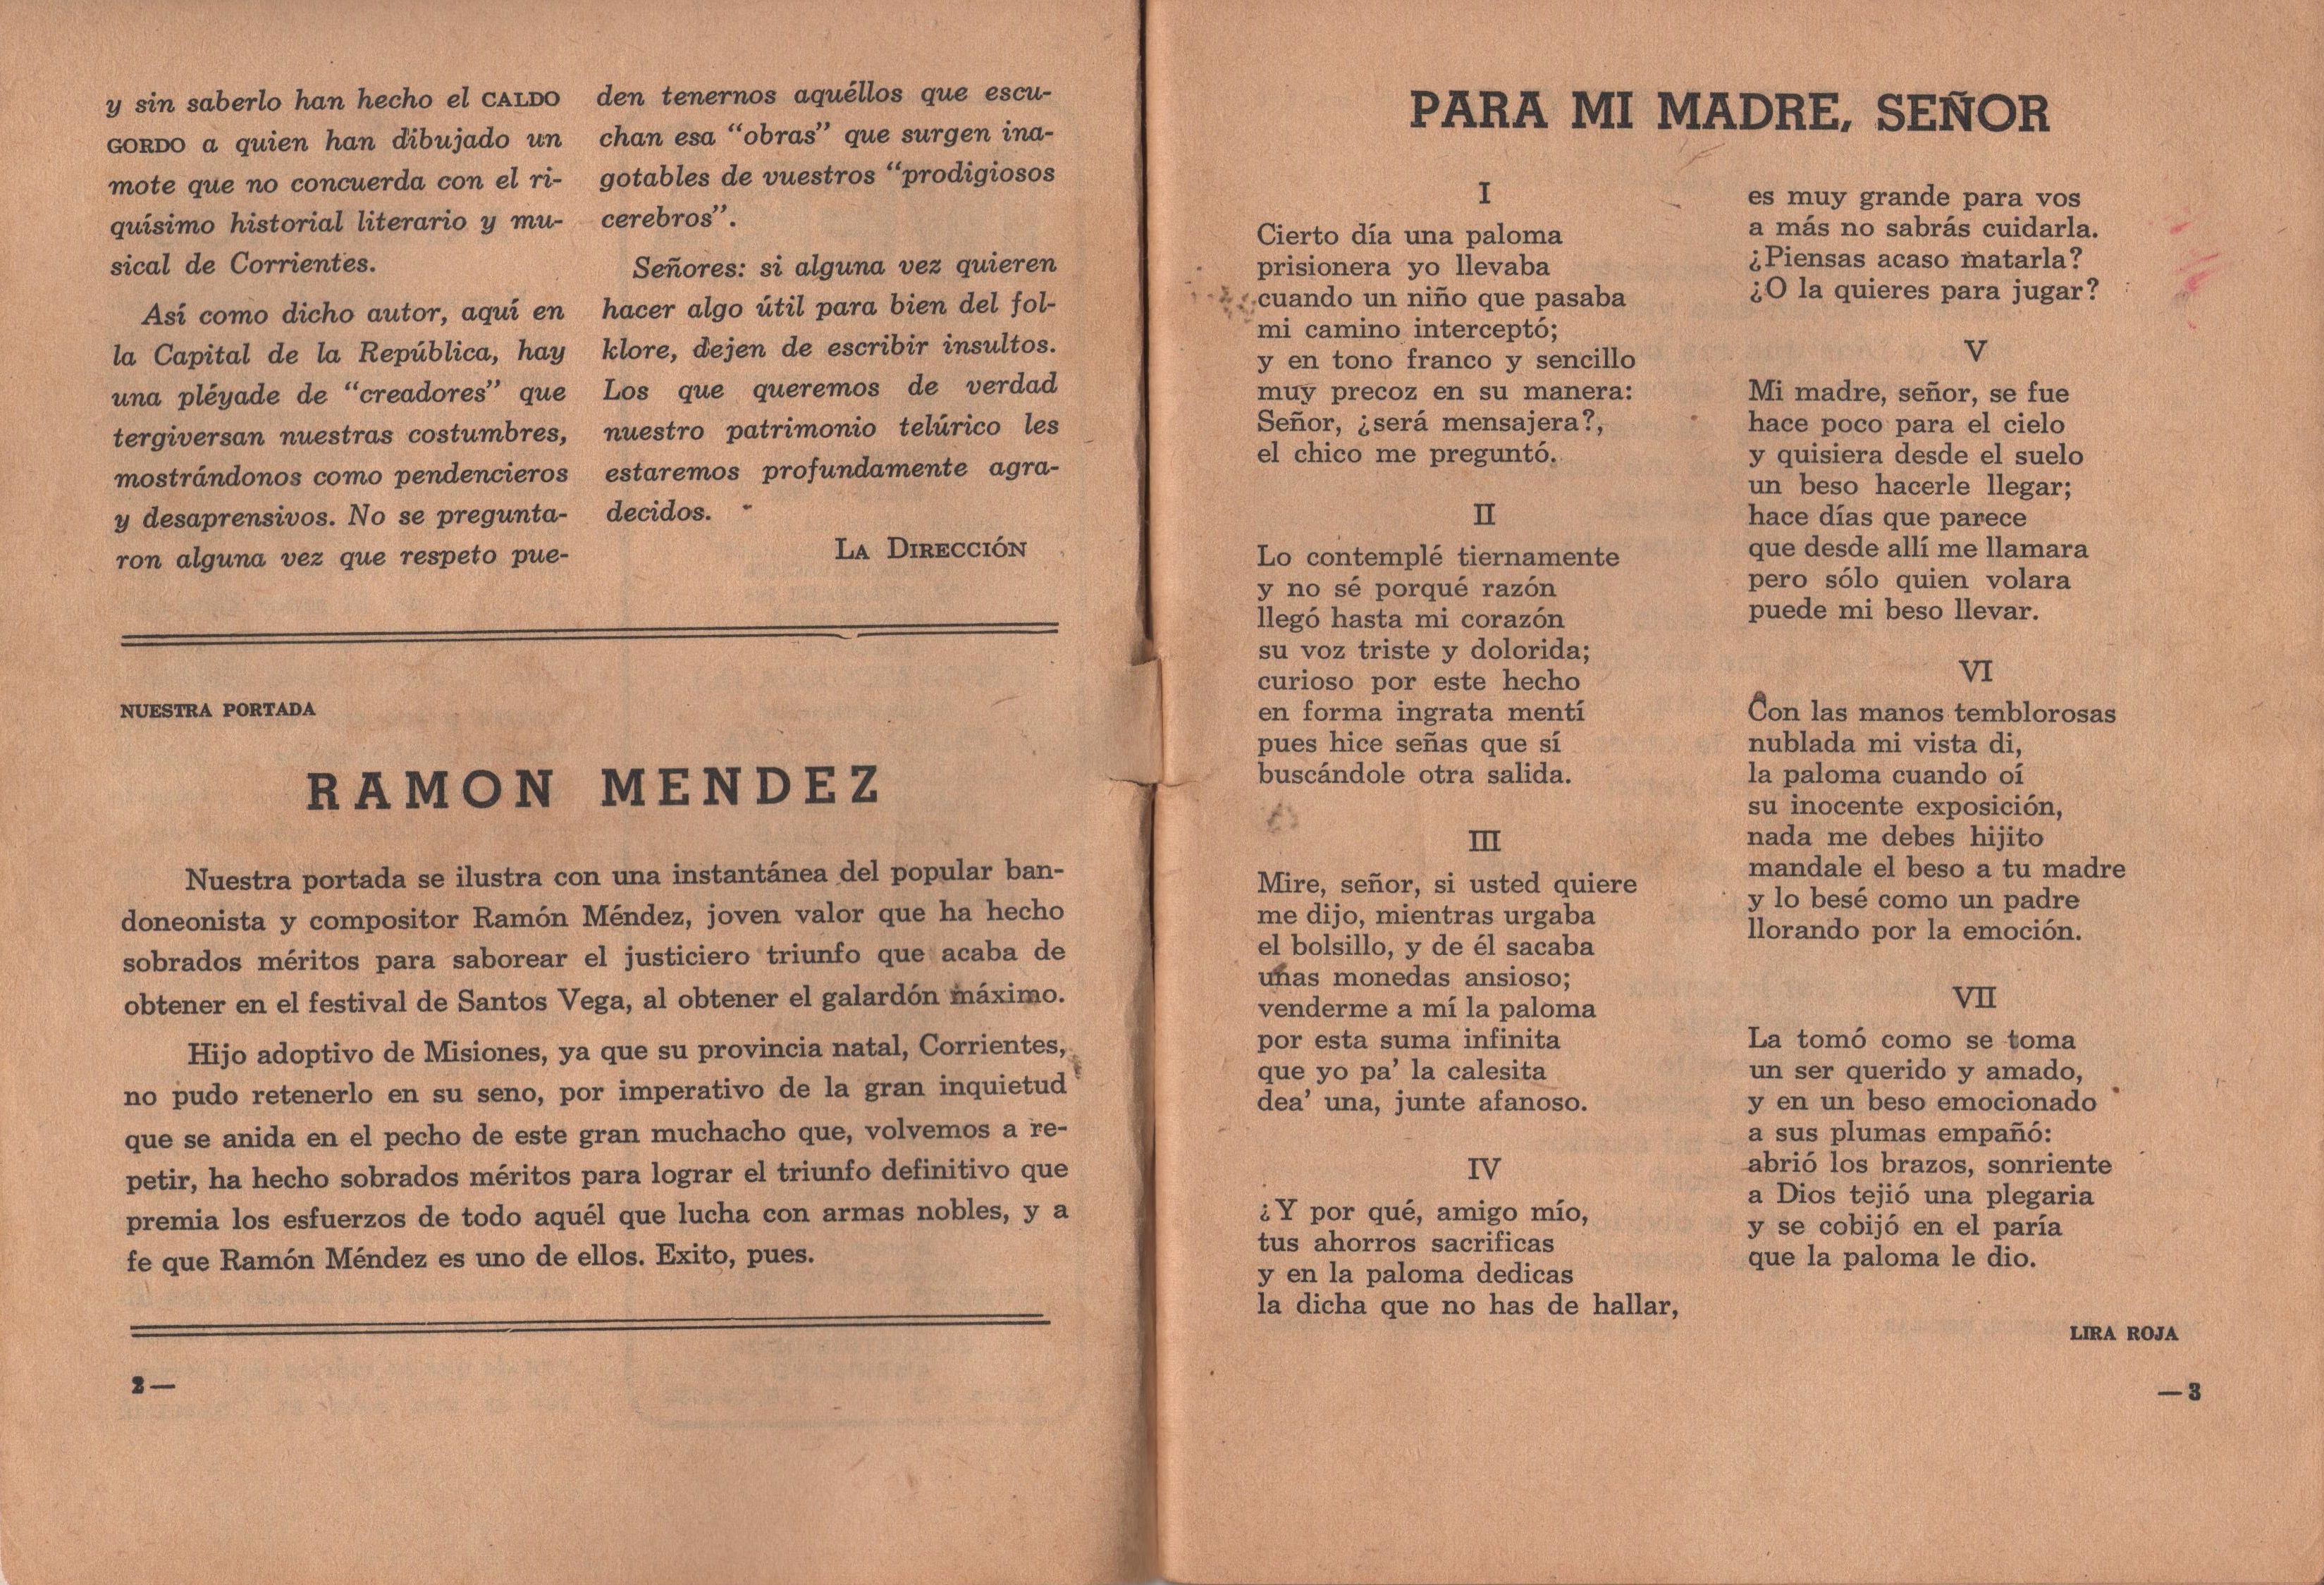 y sin saberlo han hecho el CALDO
GORDO a quien han dibujado un
mote que no concuerda con el ri-
quísimo historial literario y mu-
sical de Corrientes.
Así como dicho autor, aquí en
la Capital de la República, hay
una pléyade de “creadores” que
tergiversan nuestras costumbres,
mostrándonos como pendencieros
y desaprensivos. No se pregunta-
ron alguna vez que respeto pue-
den tenernos aquéllos que escu-
chan esa “obras” que surgen ina-
gotables de vuestros “prodigiosos
cerebros”.
Señores: si alguna vez quieren
hacer algo útil para bien del fol-
klore, dejen de escribir insultos.
Los que queremos de verdad
nuestro patrimonio telúrico les
estaremos profundamente agra-
decidos.
LA DIRECCIÓN
NUESTRA PORTADA
RAMON MENDEZ
Nuestra portada se ilustra con una instantánea del popular ban-
doneonista y compositor Ramón Méndez, joven valor que ha hecho
sobrados méritos para saborear el justiciero triunfo que acaba de
obtener en el festival de Santos Vega, al obtener el galardón máximo.
Hijo adoptivo de Misiones, ya que su provincia natal, Corrientes,
no pudo retenerlo en su seno, por imperativo de la gran inquietud
que se anida en el pecho de este gran muchacho que, volvemos a re-
petir, ha hecho sobrados méritos para lograr el triunfo definitivo que
premia los esfuerzos de todo aquél que lucha con armas nobles, y a
fe que Ramón Méndez es uno de ellos. Exito, pues.
2 —
PARA MI MADRE, SEÑOR
I
Cierto día una paloma
prisionera yo llevaba
cuando un niño que pasaba
mi camino interceptó;
y en tono franco y sencillo
muy precoz en su manera:
Señor, ¿será mensajera?,
el chico me preguntó.
II
Lo contemplé tiernamente
y no sé porqué razón
llegó hasta mi corazón
su voz triste y dolorida;
curioso por este hecho
en forma ingrata mentí
pues hice señas que sí
buscándole otra salida.
III
Mire, señor, si usted quiere
me dijo, mientras urgaba
el bolsillo, y de él sacaba
unas monedas ansioso;
venderme a mí la paloma
por esta suma infinita
que yo pa’ la calesita
dea’ una, junte afanoso.
IV
¿Y por qué, amigo mío,
tus ahorros sacrificas
y en la paloma dedicas
la dicha que no has de hallar,
es muy grande para vos
a más no sabrás cuidarla.
¿Piensas acaso matarla?
¿O la quieres para jugar?
V
Mi madre, señor, se fue
hace poco para el cielo
y quisiera desde el suelo
un beso hacerle llegar;
hace días que parece
que desde allí me llamara
pero sólo quien volara
puede mi beso llevar.
VI
Con las manos temblorosas
nublada mi vista di,
la paloma cuando oí
su inocente exposición,
nada me debes hijito
mandale el beso a tu madre
y lo besé como un padre
llorando por la emoción.
VII
La tomó como se toma
un ser querido y amado,
y en un beso emocionado
a sus plumas empañó:
abrió los brazos, sonriente
a Dios tejió una plegaria
y se cobijó en el paría
que la paloma le dio.
LIRA ROJA
— 3